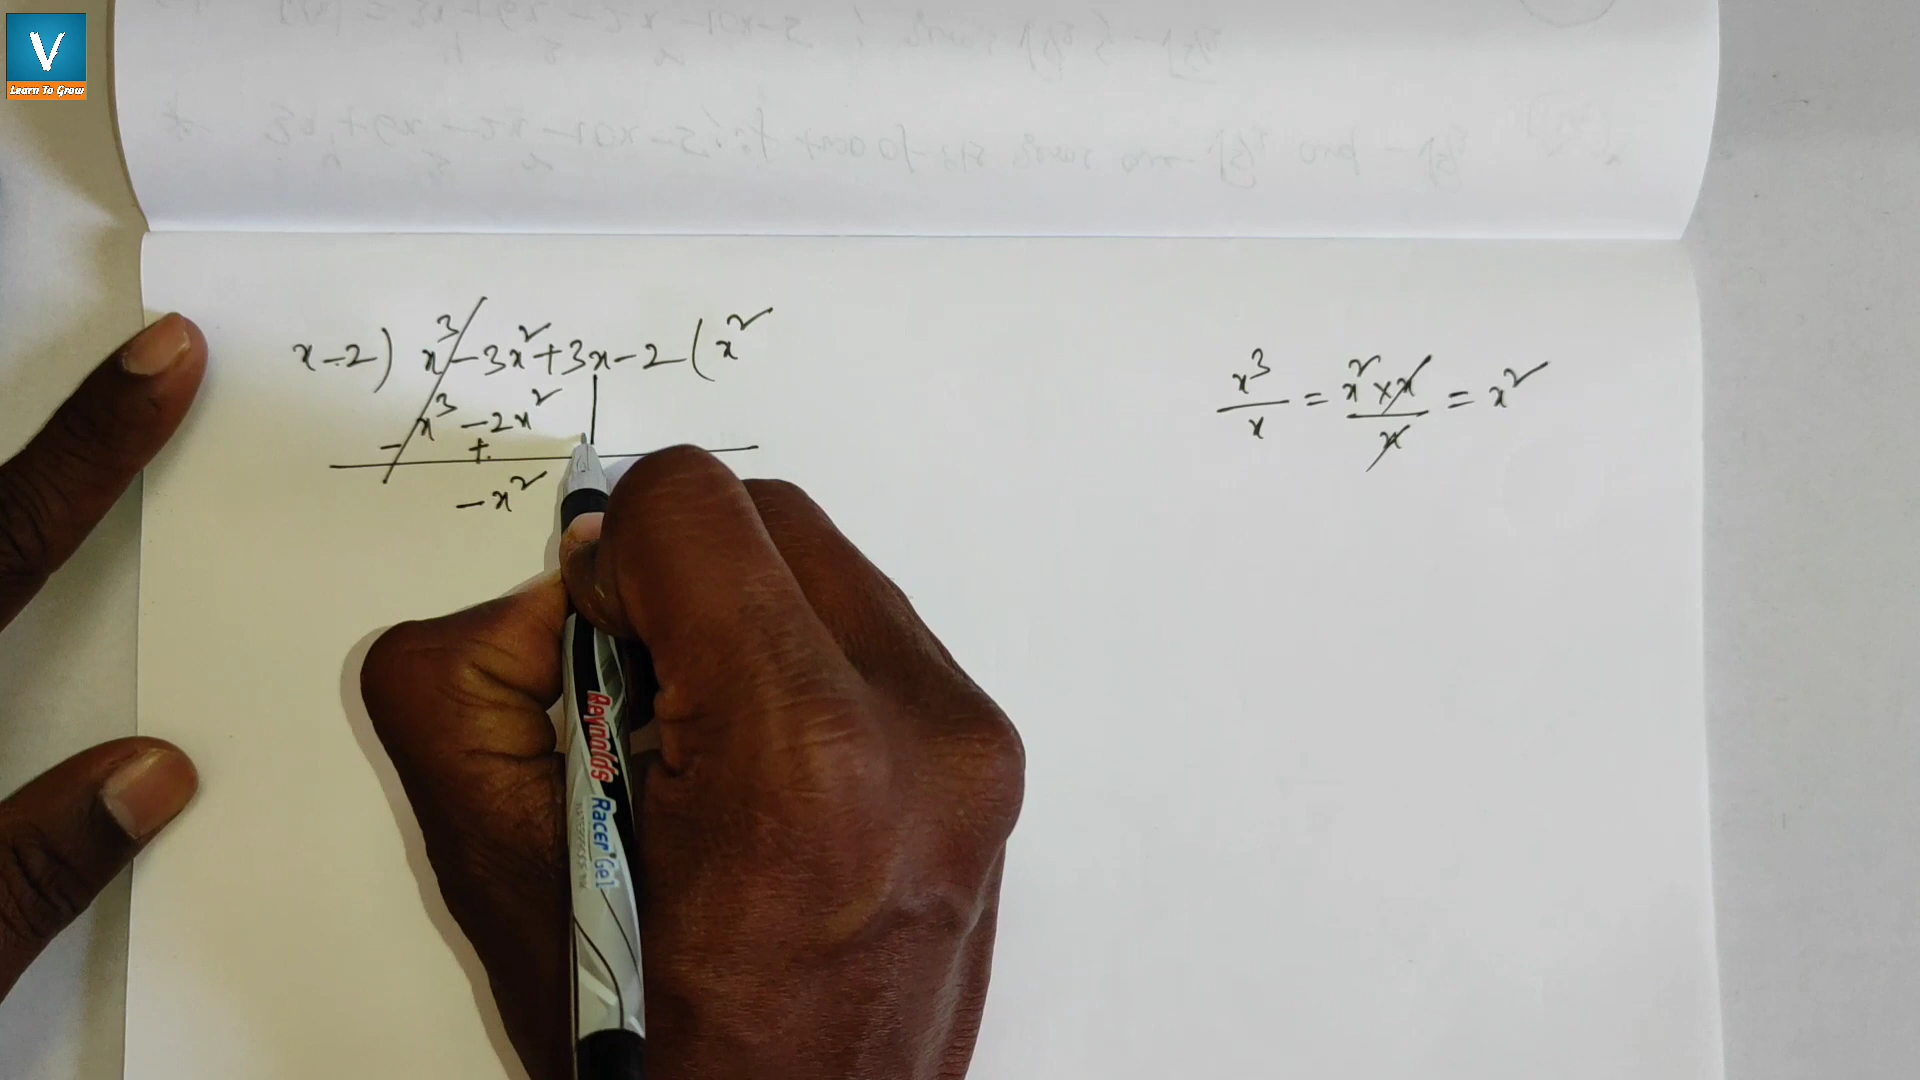 V
Learn To Grow
x-2) x³-3x²+3x-2 (x²
x³ -2x²
- +
-x²
x³/x = x²×x/x = x²
Reynolds Racer Gel